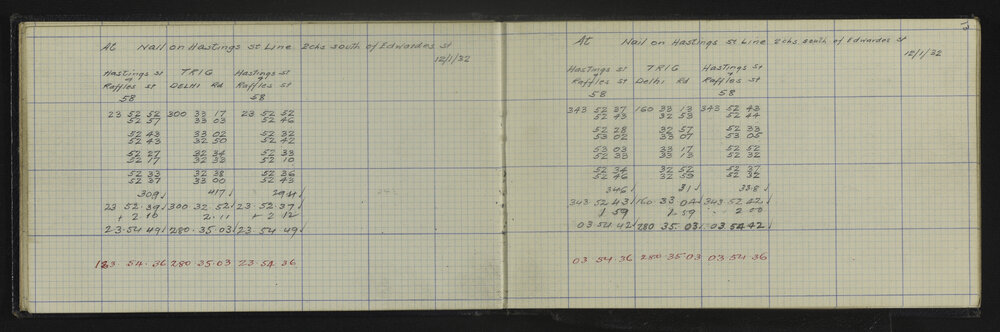 At Nail on Hastings St Line 2chs south of Edwardes St
12/1/32
Hastings St TRIG Hastings St
& &
Raffles St DELHI Rd Raffles St
58 58
23 52 52 300 33 17 23 52 52
52 57 33 03 52 46
52 43 33 02 52 32
52 43 32 50 52 42
52 27 32 34 52 33
52 17 32 32 52 10
52 33 32 38 52 36
52 37 33 00 52 43
309√ 417√ 294√
23 52 39√ 300 32 52√ 23 52 37√
+ 2 10 2 11 + 2 12
23 54 49√ 280 35 03√ 23 54 49√
54 36 280 35 03 23 54 36
13
At Nail on Hastings St Line 2chs south of Edwardes St
12/1/32
Hastings St TRIG Hastings St
& &
Raffles St Delhi Rd Raffles St
58 58
343 52 37 160 33 13 343 52 43
52 43 32 53 52 44
52 28 32 57 52 33
53 02 33 07 53 05
53 03 33 17 52 52
52 33 33 13 52 32
52 34 32 52 52 37
52 46 32 59 52 32
346√ 31√ 338√
343 52 43√ 160 33 04√ 343 52 42√
1 59 1 59 2 00
03 54 42√ 280 35 03√ 03 54 42√
03 54 36 280 35 03 03 54 36